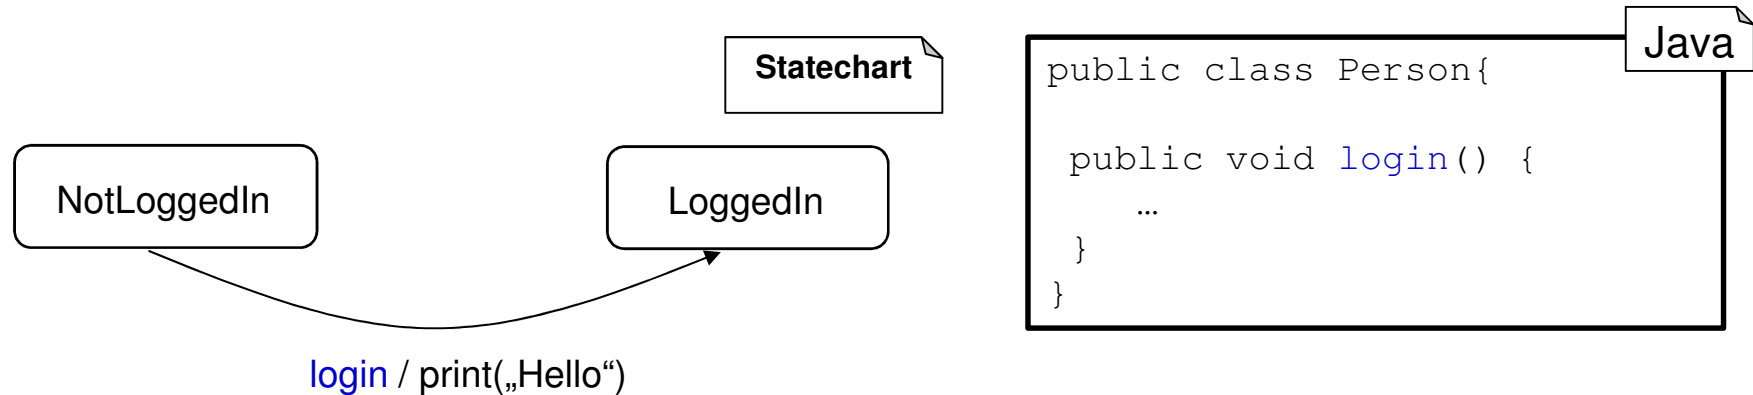 Statechart
NotLoggedIn
LoggedIn
login / print(„Hello“)
Java
public class Person{
public void login() {
…
}
}